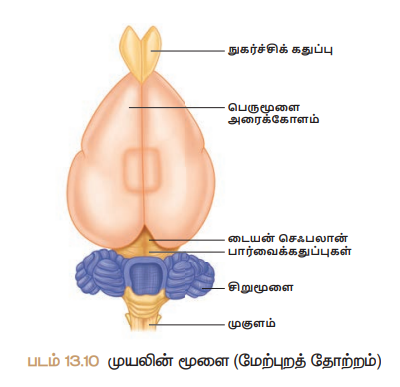 நுகர்ச்சிக் கதுப்பு
பெருமூளை
அரைக்கோளம்
டையன் செஃபலான்
பார்வைக்கதுப்புகள்
சிறுமூளை
முகுளம்
படம் 13.10 முயலின் மூளை (மேற்புறத் தோற்றம்)